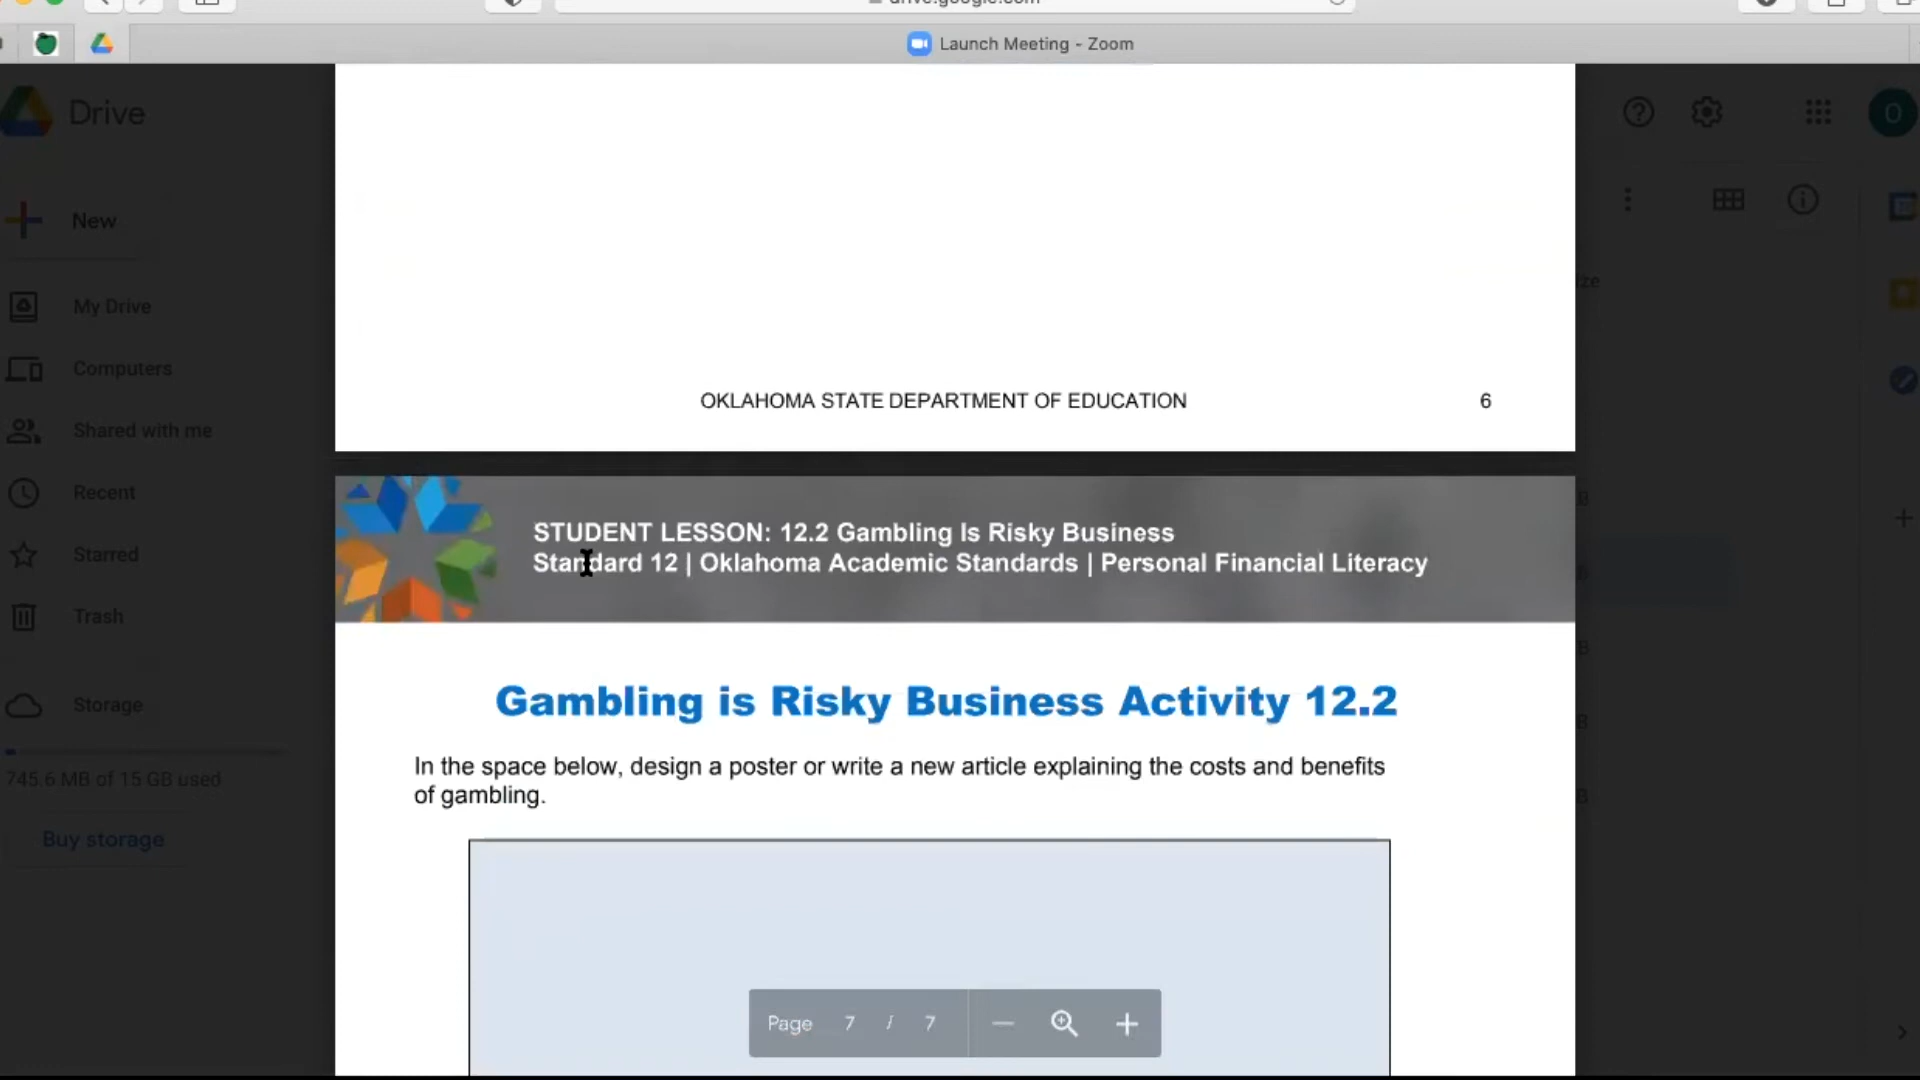 drive.google.com
Launch Meeting - Zoom
Drive
O
New
My Drive
Computers
Shared with me
Recent
Starred
Trash
Storage
745.6 MB of 15 GB used
Buy storage
OKLAHOMA STATE DEPARTMENT OF EDUCATION 6
STUDENT LESSON: 12.2 Gambling Is Risky Business
Standard 12 | Oklahoma Academic Standards | Personal Financial Literacy
Gambling is Risky Business Activity 12.2
In the space below, design a poster or write a new article explaining the costs and benefits
of gambling.
Page 7 / 7